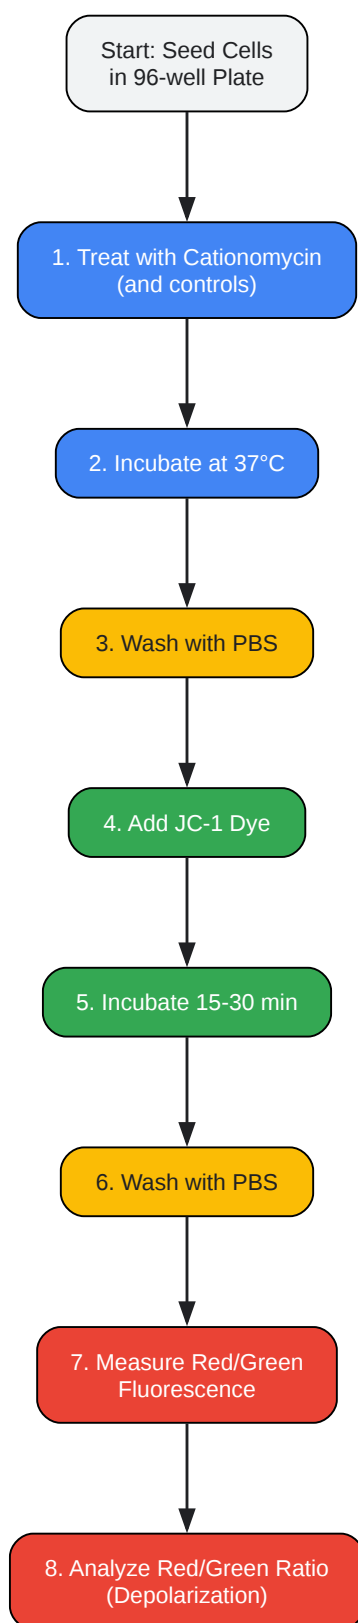 Start: Seed Cells
in 96-well Plate
1. Treat with Cationomycin
(and controls)
2. Incubate at 37°C
3. Wash with PBS
4. Add JC-1 Dye
5. Incubate 15-30 min
6. Wash with PBS
7. Measure Red/Green
Fluorescence
8. Analyze Red/Green Ratio
(Depolarization)